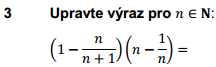 3 Upravte výraz pro n ∈ N:
(1 − n/(n + 1)) (n − 1/n) =